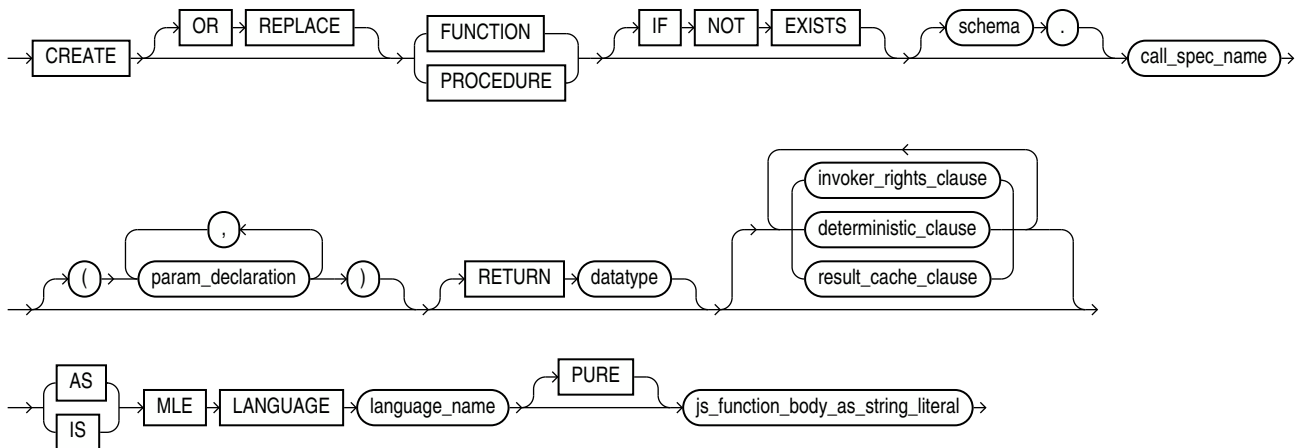 OR REPLACE FUNCTION IF NOT EXISTS schema .
CREATE PROCEDURE call_spec_name
invoker_rights_clause
, deterministic_clause
( param_declaration ) RETURN datatype result_cache_clause
AS PURE
MLE LANGUAGE language_name js_function_body_as_string_literal
IS